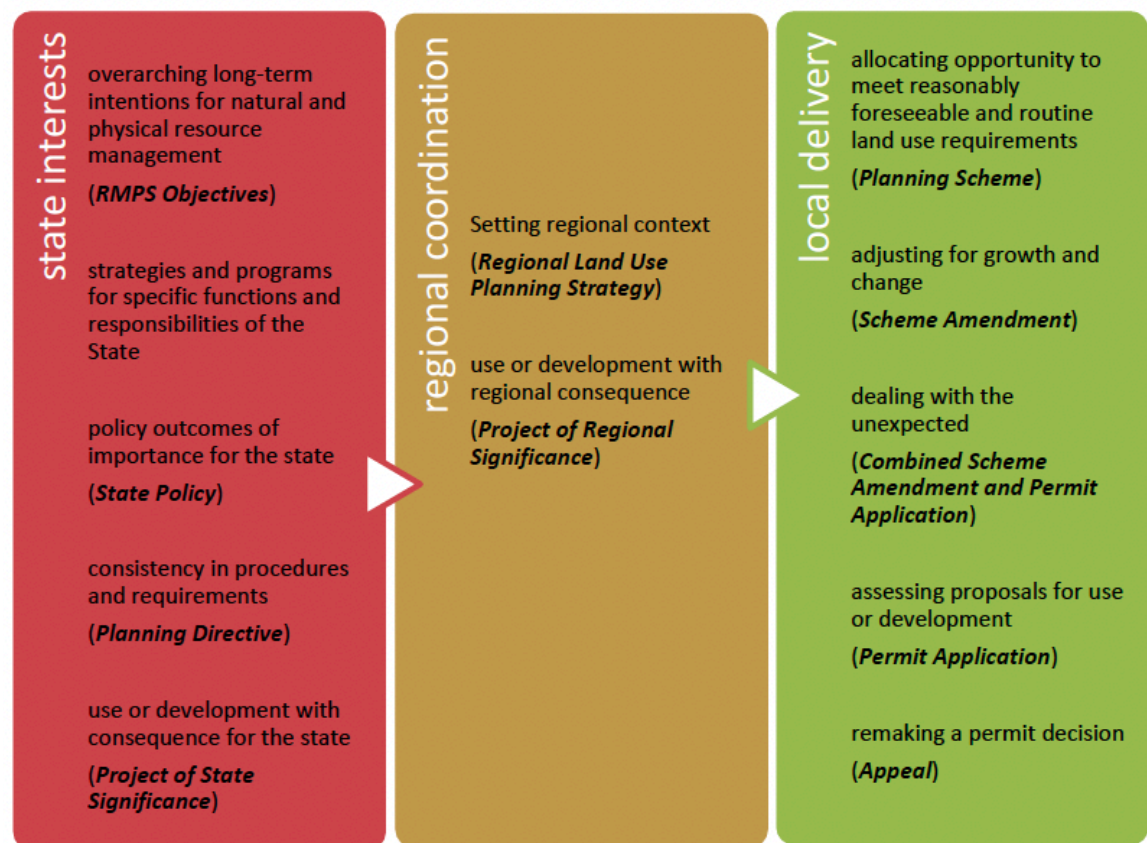 state interests
overarching long-term
intentions for natural and
physical resource
management
(RMPS Objectives)
strategies and programs
for specific functions and
responsibilities of the
State
policy outcomes of
importance for the state
(State Policy)
consistency in procedures
and requirements
(Planning Directive)
use or development with
consequence for the state
(Project of State
Significance)
regional coordination
Setting regional context
(Regional Land Use
Planning Strategy)
use or development with
regional consequence
(Project of Regional
Significance)
local delivery
allocating opportunity to
meet reasonably
foreseeable and routine
land use requirements
(Planning Scheme)
adjusting for growth and
change
(Scheme Amendment)
dealing with the
unexpected
(Combined Scheme
Amendment and Permit
Application)
assessing proposals for use
or development
(Permit Application)
remaking a permit decision
(Appeal)